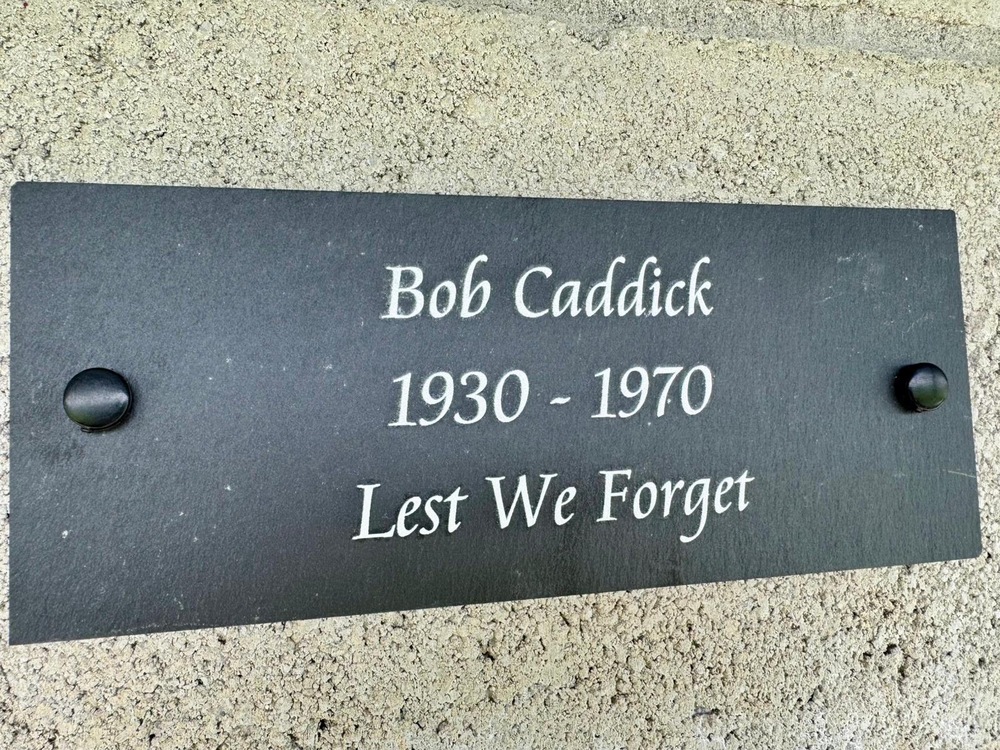 Bob Caddick
1930 - 1970
Lest We Forget